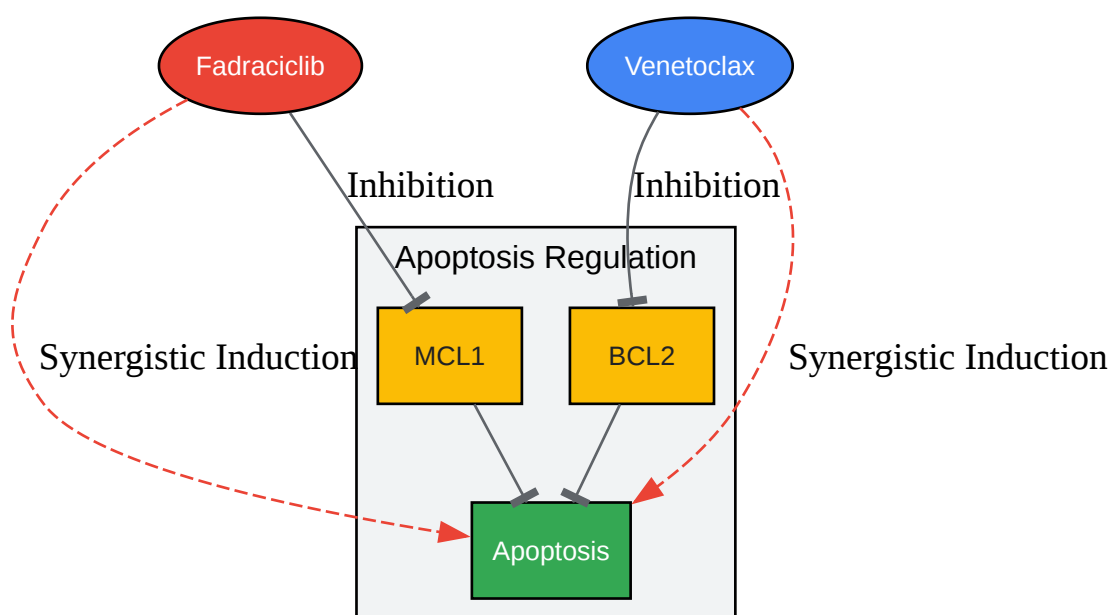 Fadraciclib
Venetoclax
Inhibition
Inhibition
Apoptosis Regulation
MCL1
BCL2
Synergistic Induction
Synergistic Induction
Apoptosis